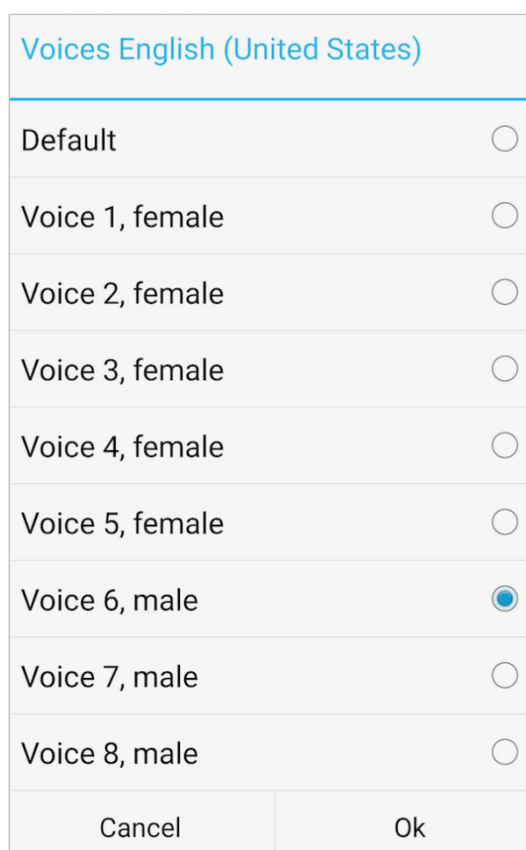 Voices English (United States)
Default
Voice 1, female
Voice 2, female
Voice 3, female
Voice 4, female
Voice 5, female
Voice 6, male
Voice 7, male
Voice 8, male
Cancel Ok